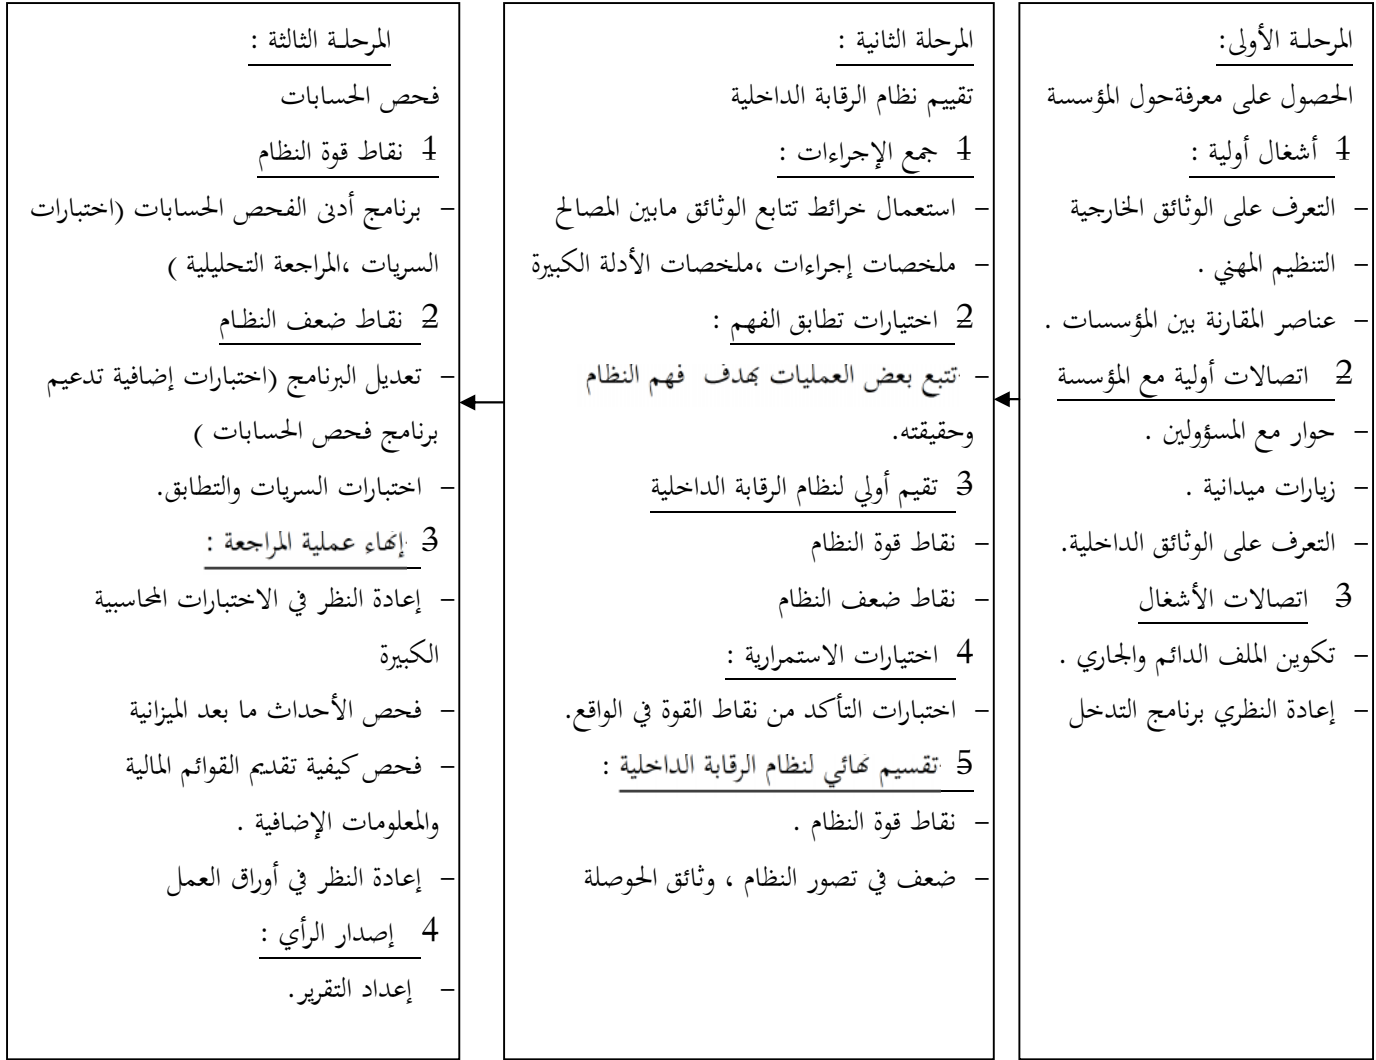 المرحلـة الأولى:
الحصول على معرفةحول المؤسسة
1 أشغال أولية :
– التعرف على الوثائق الخارجية
– التنظيم المهني .
– عناصر المقارنة بين المؤسسات .
2 اتصالات أولية مع المؤسسة
– حوار مع المسؤولين .
– زيارات ميدانية .
– التعرف على الوثائق الداخلية.
3 اتصالات الأشغال
– تكوين الملف الدائم والجاري .
– إعادة النظري برنامج التدخل
المرحلة الثانية :
تقييم نظام الرقابة الداخلية
1 جمع الإجراءات :
– استعمال خرائط تتابع الوثائق مابين المصالح
– ملخصات إجراءات ،ملخصات الأدلة الكبيرة
2 اختيارات تطابق الفهم :
– تتبع بعض العمليات بهدف فهم النظام
وحقيقته.
3 تقيم أولي لنظام الرقابة الداخلية
– نقاط قوة النظام
– نقاط ضعف النظام
4 اختيارات الاستمرارية :
– اختبارات التأكد من نقاط القوة في الواقع.
5 تقسيم نهائي لنظام الرقابة الداخلية :
– نقاط قوة النظام .
– ضعف في تصور النظام ، وثائق الحوصلة
المرحلـة الثالثة :
فحص الحسابات
1 نقاط قوة النظام
– برنامج أدنى الفحص الحسابات (اختبارات
السريات ،المراجعة التحليلية )
2 نقـاط ضعف النظـام
– تعديل البرنامج (اختبارات إضافية تدعيم
برنامج فحص الحسابات )
– اختبارات السريات والتطابق.
3 إنهاء عملية المراجعة :
– إعادة النظر في الاختبارات المحاسبية
الكبيرة
– فحص الأحداث ما بعد الميزانية
– فحص كيفية تقديم القوائم المالية
والمعلومات الإضافية .
– إعادة النظر في أوراق العمل
4 إصدار الرأي :
– إعداد التقرير.